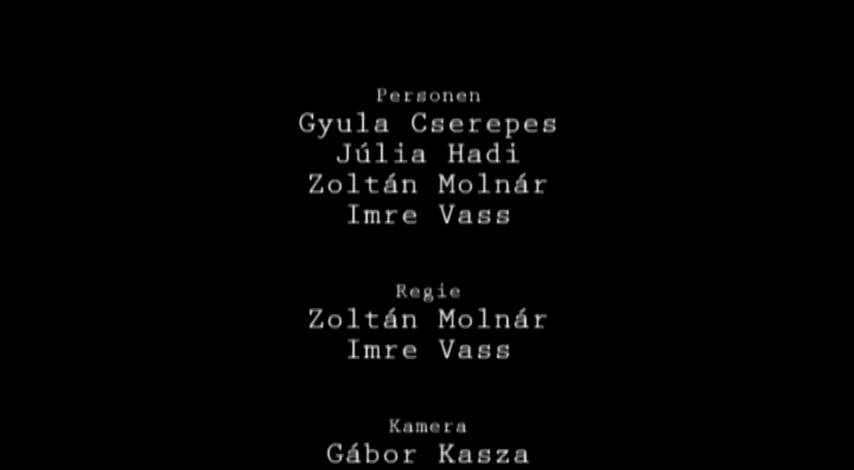 Personen
Gyula Cserepes
Júlia Hadi
Zoltán Molnár
Imre Vass
Regie
Zoltán Molnár
Imre Vass
Kamera
Gábor Kasza